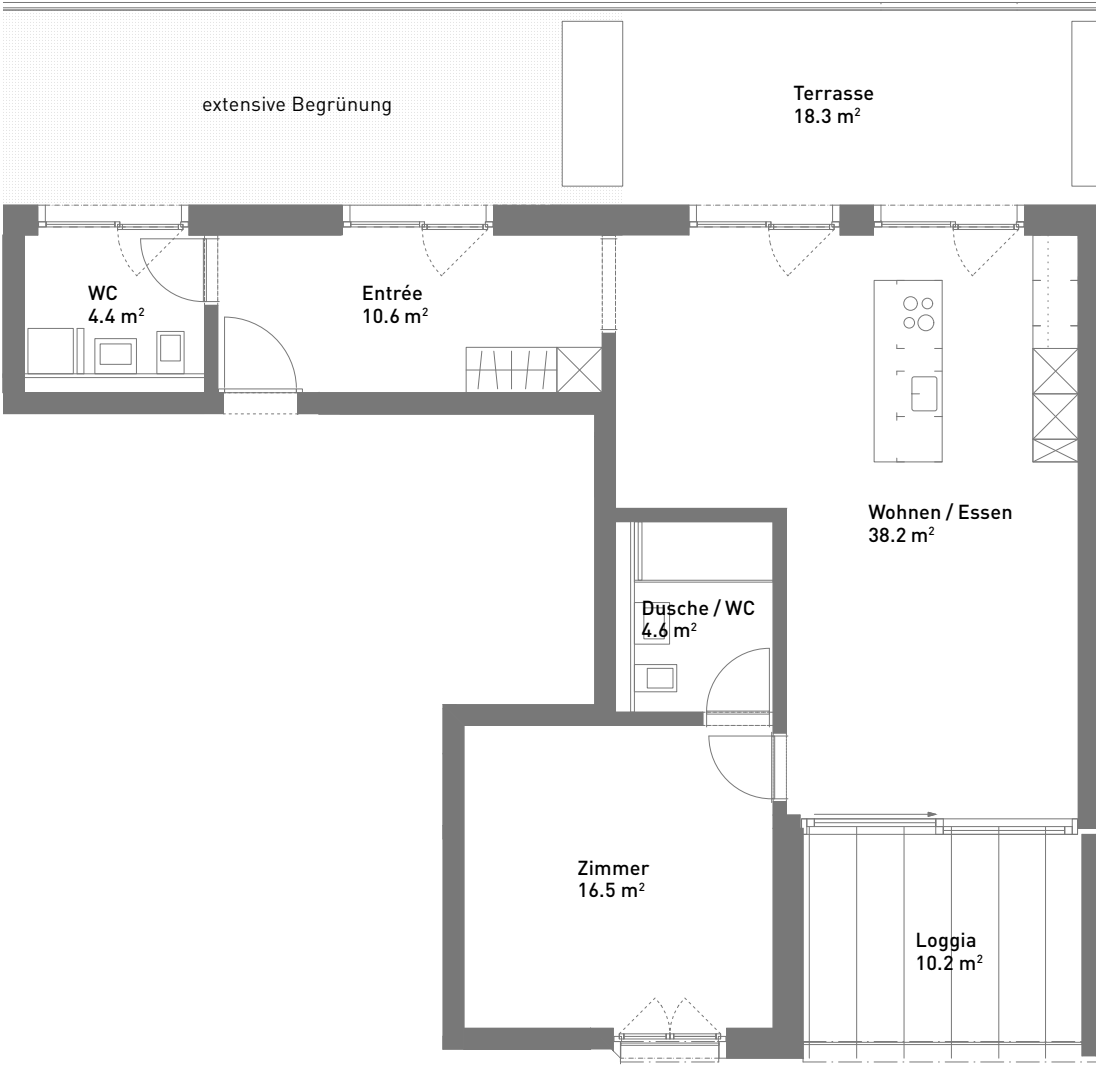 extensive Begrünung
Terrasse
18.3 m²
WC
4.4 m²
Entrée
10.6 m²
Wohnen / Essen
38.2 m²
Dusche / WC
4.6 m²
Zimmer
16.5 m²
Loggia
10.2 m²